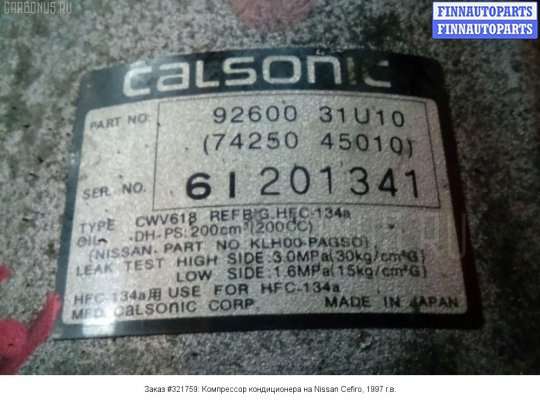 GARBONUS.RU
FINNAUTOPARTS
FINNAUTOPARTS
CALSONIC
PART NO. 92600 31U10
(74250 45010)
SER. NO. 61201341
TYPE CWV618 REFB'G.HFC-134a
OIL DH-PS:200cm³(200CC)
(NISSAN. PART NO KLH00-PAGSO)
LEAK TEST HIGH SIDE:3.0MPa(30kg/cm²G)
LOW SIDE:1.6MPa(15kg/cm²G)
HFC-134a用 USE FOR HFC-134a
MFD. CALSONIC CORP. MADE IN JAPAN
Заказ #321759: Компрессор кондиционера на Nissan Cefiro, 1997 г.в.